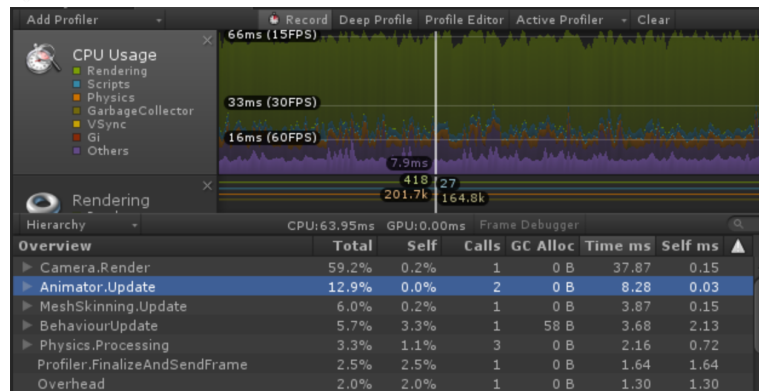 Add Profiler Record Deep Profile Profile Editor Active Profiler Clear
CPU Usage
Rendering
Scripts
Physics
GarbageCollector
VSync
Gi
Others
66ms (15FPS)
33ms (30FPS)
16ms (60FPS)
7.9ms
418 27
201.7k 164.8k
Rendering
Hierarchy CPU:63.95ms GPU:0.00ms Frame Debugger
Overview Total Self Calls GC Alloc Time ms Self ms
Camera.Render 59.2% 0.2% 1 0 B 37.87 0.15
Animator.Update 12.9% 0.0% 2 0 B 8.28 0.03
MeshSkinning.Update 6.0% 0.2% 1 0 B 3.87 0.15
BehaviourUpdate 5.7% 3.3% 1 58 B 3.68 2.13
Physics.Processing 3.3% 1.1% 3 0 B 2.16 0.72
Profiler.FinalizeAndSendFrame 2.5% 2.5% 1 0 B 1.64 1.64
Overhead 2.0% 2.0% 1 0 B 1.30 1.30